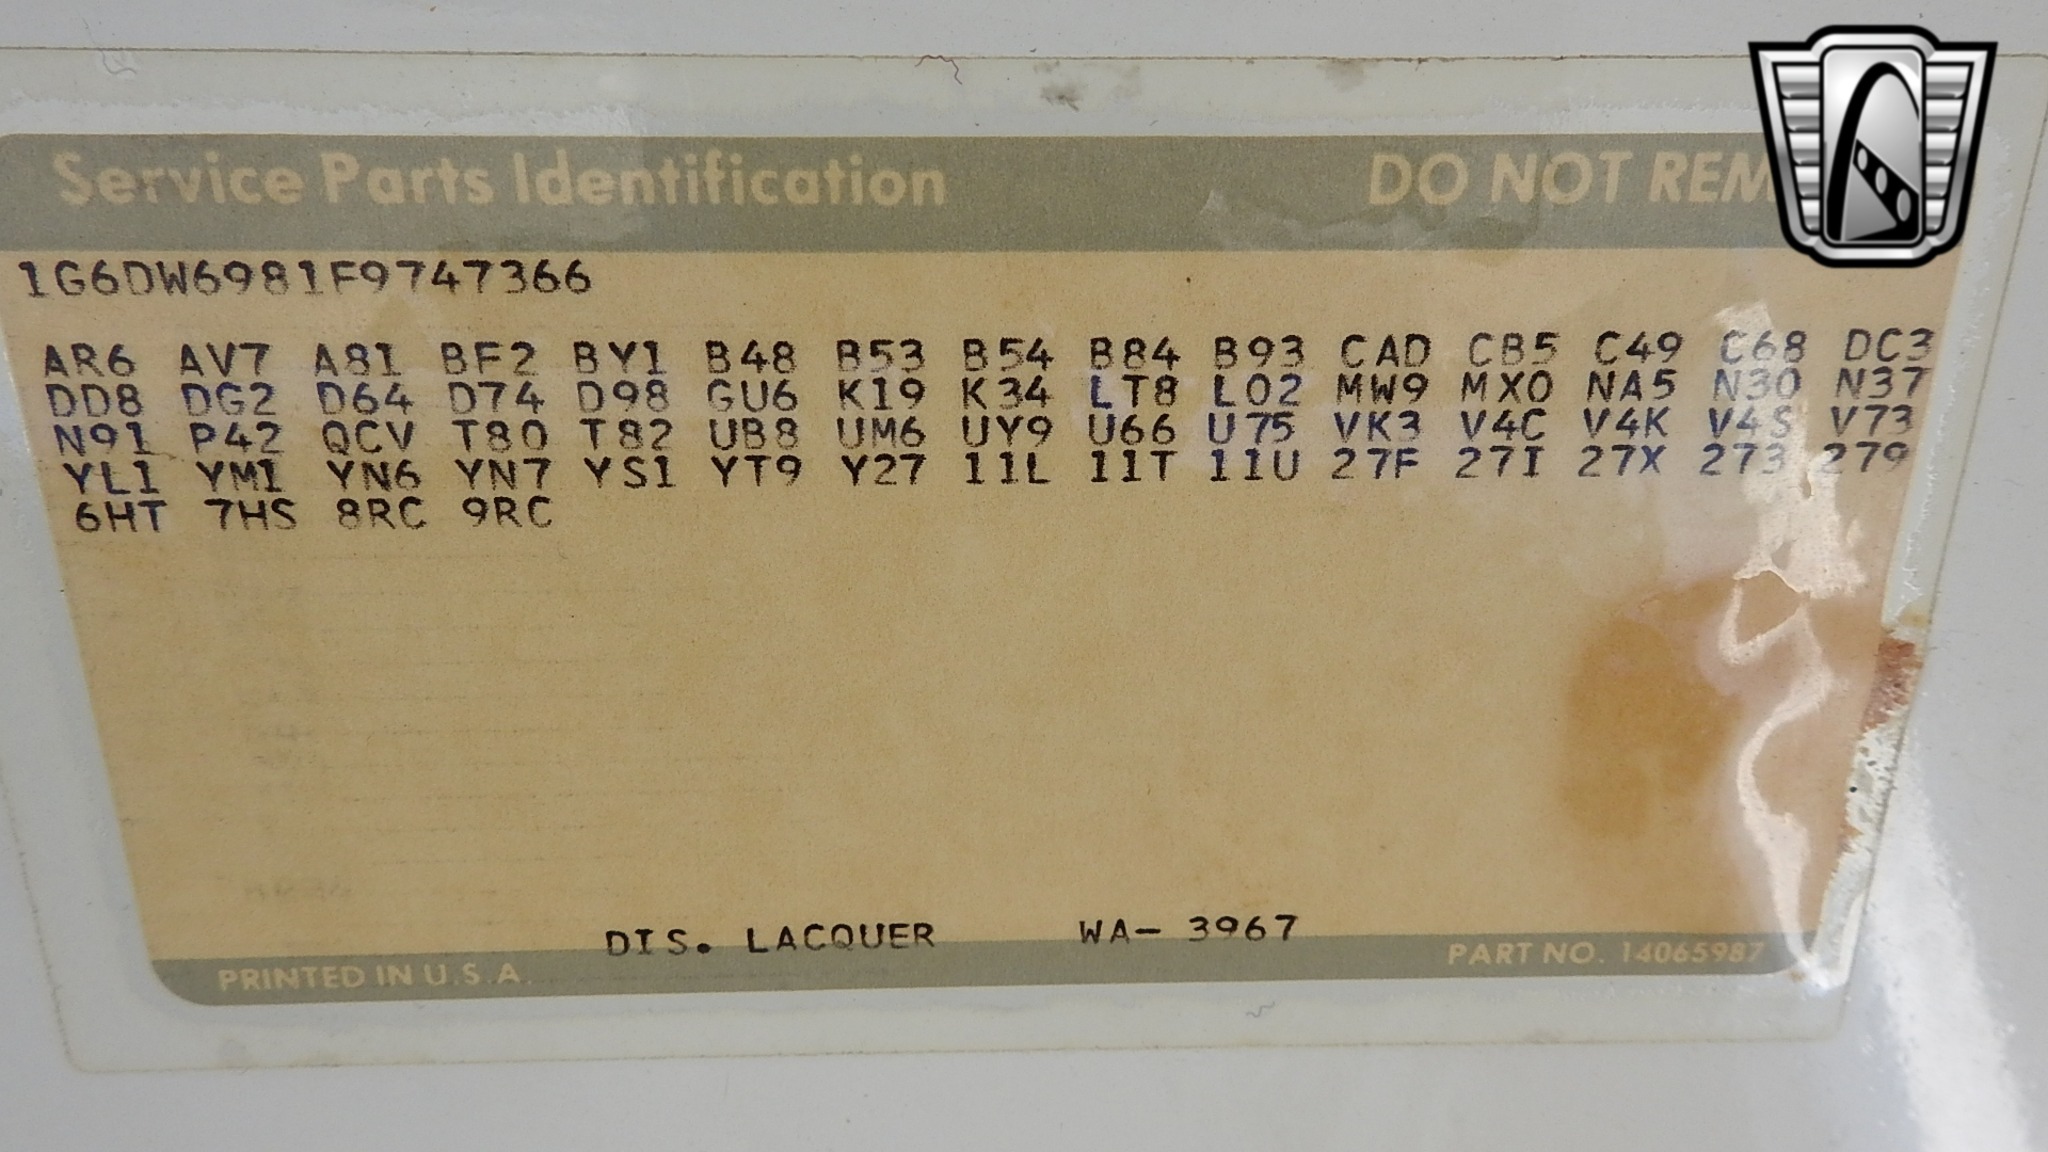 Service Parts Identification DO NOT REM
1G6DW6981F9747366
AR6 AV7 A81 BF2 BY1 B48 B53 B54 B84 B93 CAD CB5 C49 C68 DC3
DD8 DG2 D64 D74 D98 GU6 K19 K34 LT8 LO2 MW9 MXO NA5 N30 N37
N91 P42 QCV T80 T82 UB8 UM6 UY9 U66 U75 VK3 V4C V4K V4S V73
YL1 YM1 YN6 YN7 YS1 YT9 Y27 11L 11T 11U 27F 27I 27X 273 279
6HT 7HS 8RC 9RC
DIS. LACQUER WA- 3967
PRINTED IN U.S.A. PART NO. 14065987